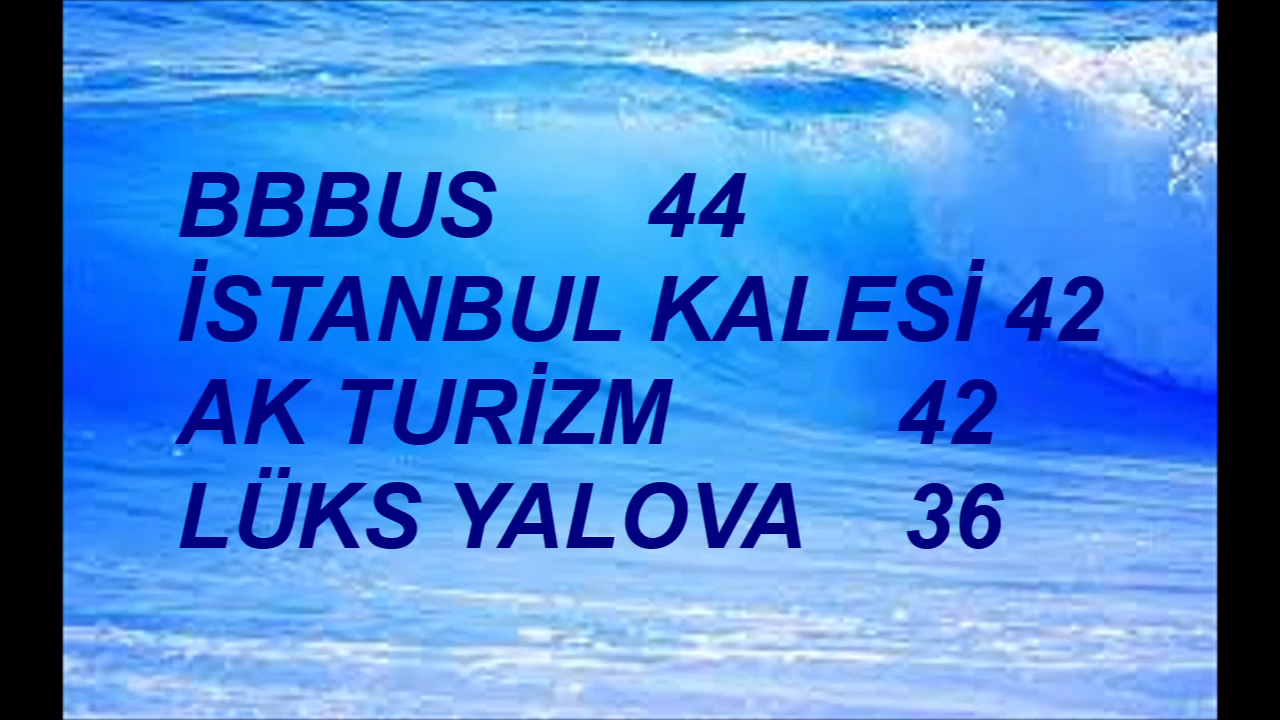 BBBUS 44
İSTANBUL KALESİ 42
AK TURİZM 42
LÜKS YALOVA 36